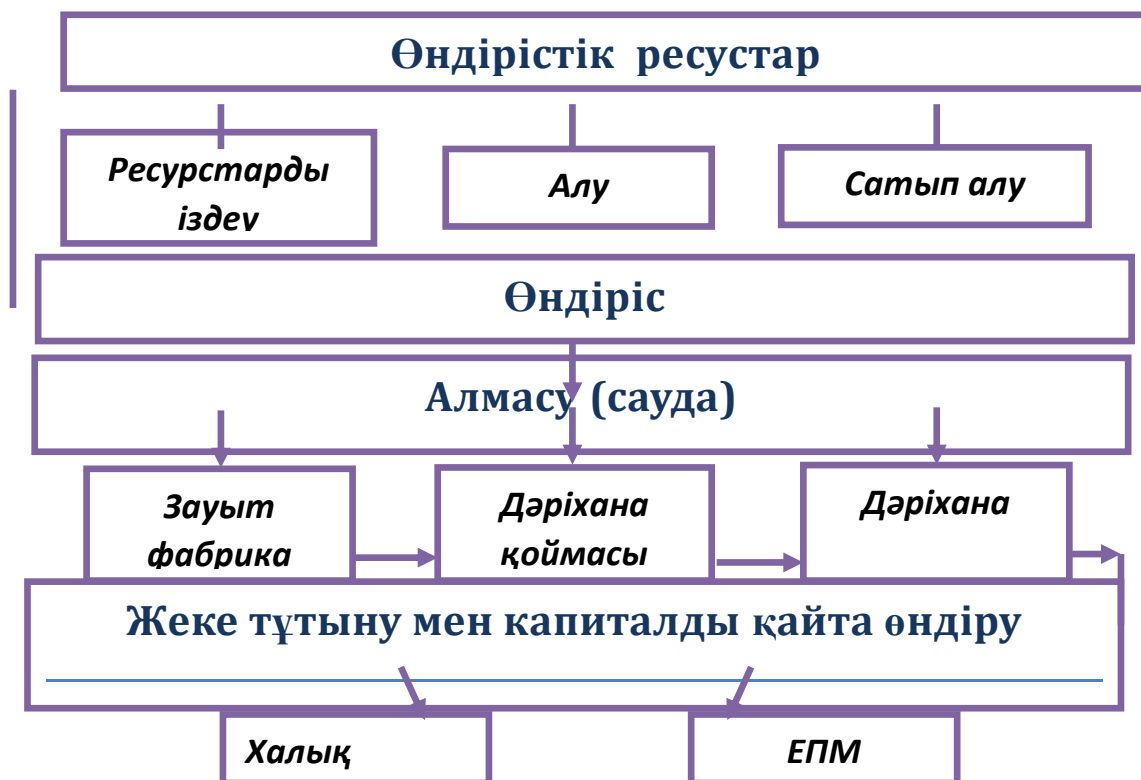 Өндірістік ресустар
Ресурстарды
іздеу
Алу
Сатып алу
Өндіріс
Алмасу (сауда)
Зауыт
фабрика
Дәріхана
қоймасы
Дәріхана
Жеке тұтыну мен капиталды қайта өндіру
Халық
ЕПМ